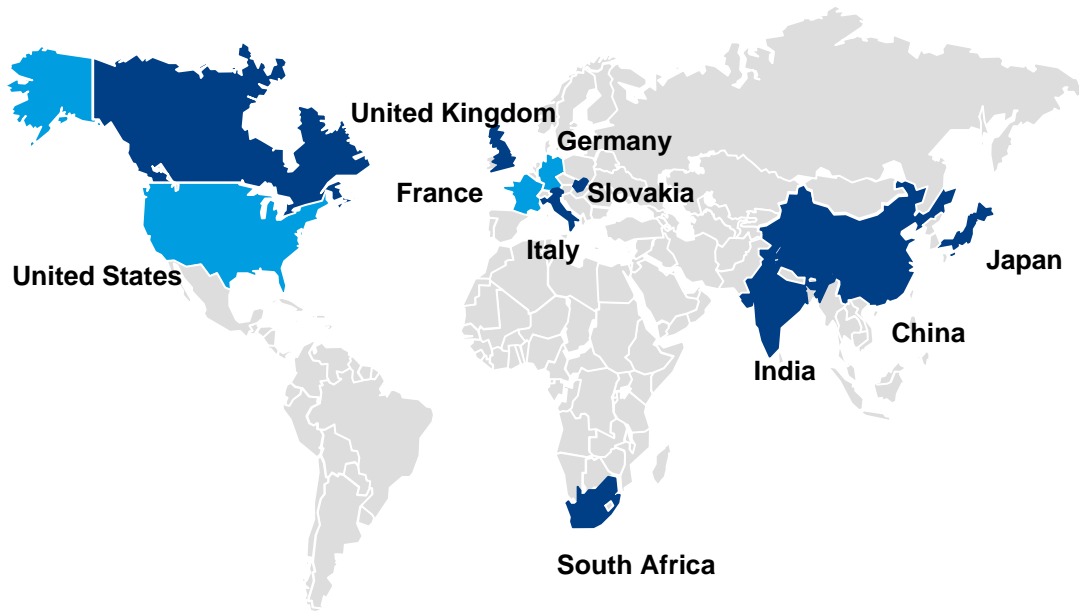 United Kingdom
Germany
France
Slovakia
Italy
United States
Japan
China
India
South Africa